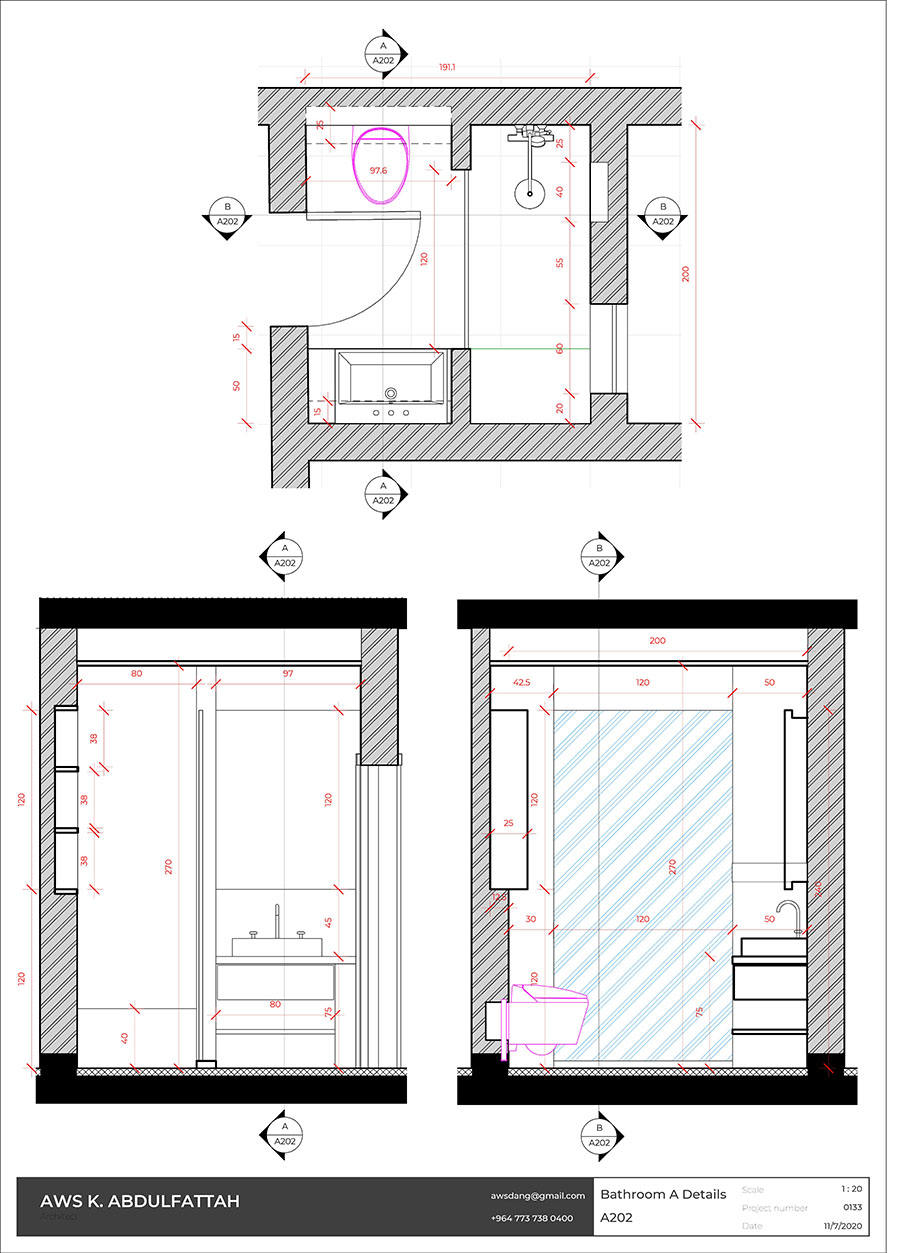 A
A202
191.1
25
97.6
25
40
B
A202
B
A202
120
55
200
15
60
50
15
20
A
A202
A
A202
B
A202
80
97
38
120
38
120
38
270
45
120
80
75
40
200
42.5
120
50
120
25
270
240
12.5
30
120
50
120
75
A
A202
B
A202
AWS K. ABDULFATTAH
Architect
awsdang@gmail.com
+964 773 738 0400
Bathroom A Details
A202
Scale 1 : 20
Project number 0133
Date 11/7/2020